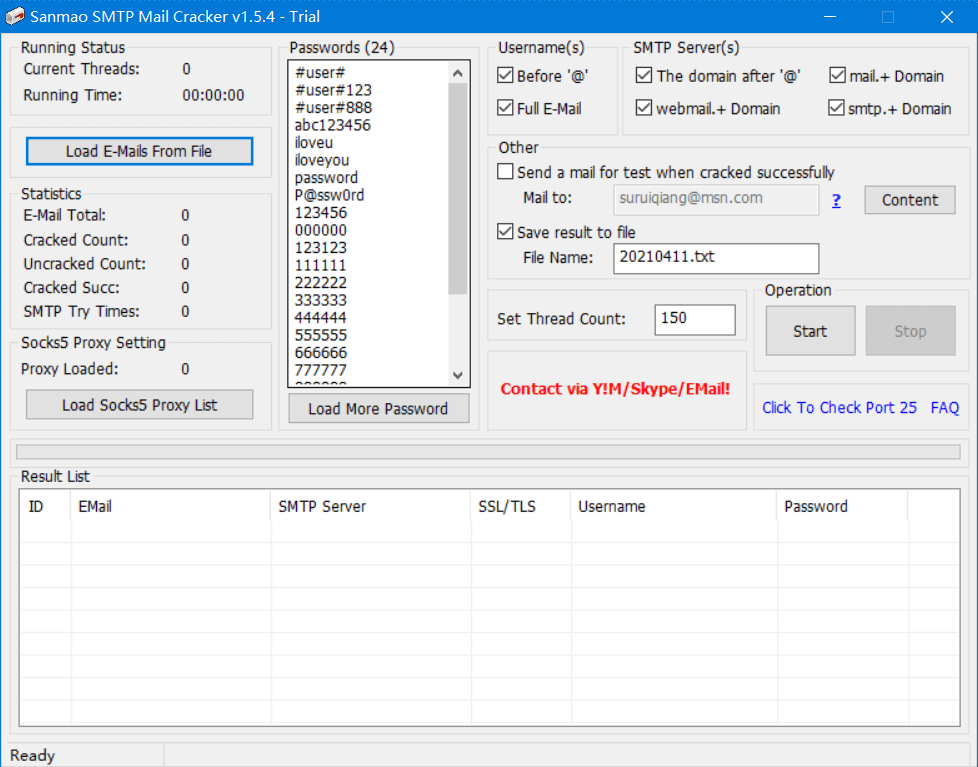 Sanmao SMTP Mail Cracker v1.5.4 - Trial
Running Status
Current Threads: 0
Running Time: 00:00:00
Load E-Mails From File
Statistics
E-Mail Total: 0
Cracked Count: 0
Uncracked Count: 0
Cracked Succ: 0
SMTP Try Times: 0
Socks5 Proxy Setting
Proxy Loaded: 0
Load Socks5 Proxy List
Passwords (24)
#user#
#user#123
#user#888
abc123456
iloveu
iloveyou
password
P@ssw0rd
123456
000000
123123
111111
222222
333333
444444
555555
666666
777777
Load More Password
Username(s)
Before '@'
Full E-Mail
SMTP Server(s)
The domain after '@' mail.+ Domain
webmail.+ Domain smtp.+ Domain
Other
Send a mail for test when cracked successfully
Mail to: suruiqiang@msn.com ? Content
Save result to file
File Name: 20210411.txt
Set Thread Count: 150
Contact via Y!M/Skype/EMail!
Operation
Start Stop
Click To Check Port 25 FAQ
Result List
ID EMail SMTP Server SSL/TLS Username Password
Ready